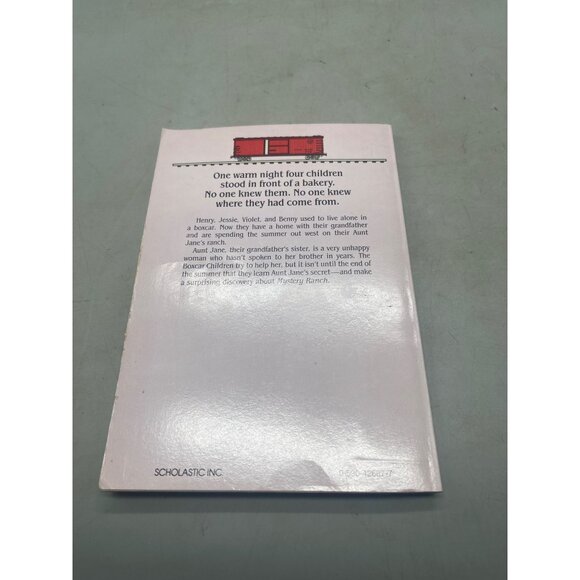 One warm night four children
stood in front of a bakery.
No one knew them. No one knew
where they had come from.
Henry, Jessie, Violet, and Benny used to live alone in
a boxcar. Now they have a home with their grandfather
and are spending the summer out west on their Aunt
Jane's ranch.
Aunt Jane, their grandfather's sister, is a very unhappy
woman who hasn't spoken to her brother in years. The
Boxcar Children try to help her, but it isn't until the end of
the summer that they learn Aunt Jane's secret—and make
a surprising discovery about Mystery Ranch.
SCHOLASTIC INC.